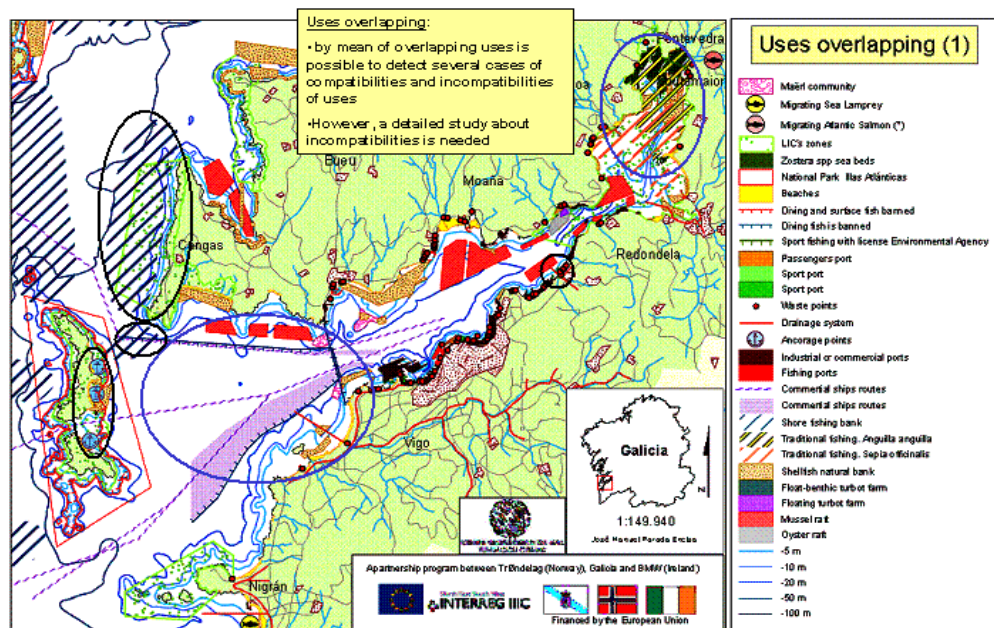 Uses overlapping:
•by mean of overlapping uses is
possible to detect several cases of
compatibilities and incompatibilities
of uses
•However, a detailed study about
incompatibilities is needed
Pontevedra
Bueu
Moaña
Cangas
Redondela
Vigo
Nigrán
Galicia
N
1:149.940
A partnership program between Trøndelag (Norway), Galicia and BMW (Ireland)
INTERREG IIIC
Financed by the European Union
Uses overlapping (1)
Maërl community
Migrating Sea Lamprey
Migrating Atlantic Salmon (*)
LIC's zones
Zostera spp sea beds
National Park Illas Atlánticas
Beaches
Diving and surface fish banned
Diving fish is banned
Sport fishing with license Environmental Agency
Passengers port
Sport port
Sport port
Waste points
Drainage system
Ancorage points
Industrial or commercial ports
Fishing ports
Commertial ships routes
Commertial ships routes
Shore fishing bank
Traditional fishing. Anguilla anguilla
Traditional fishing. Sepia officinalis
Shellfish natural bank
Float-benthic turbot farm
Floating turbot farm
Mussel raft
Oyster raft
-5 m
-10 m
-20 m
-50 m
-100 m